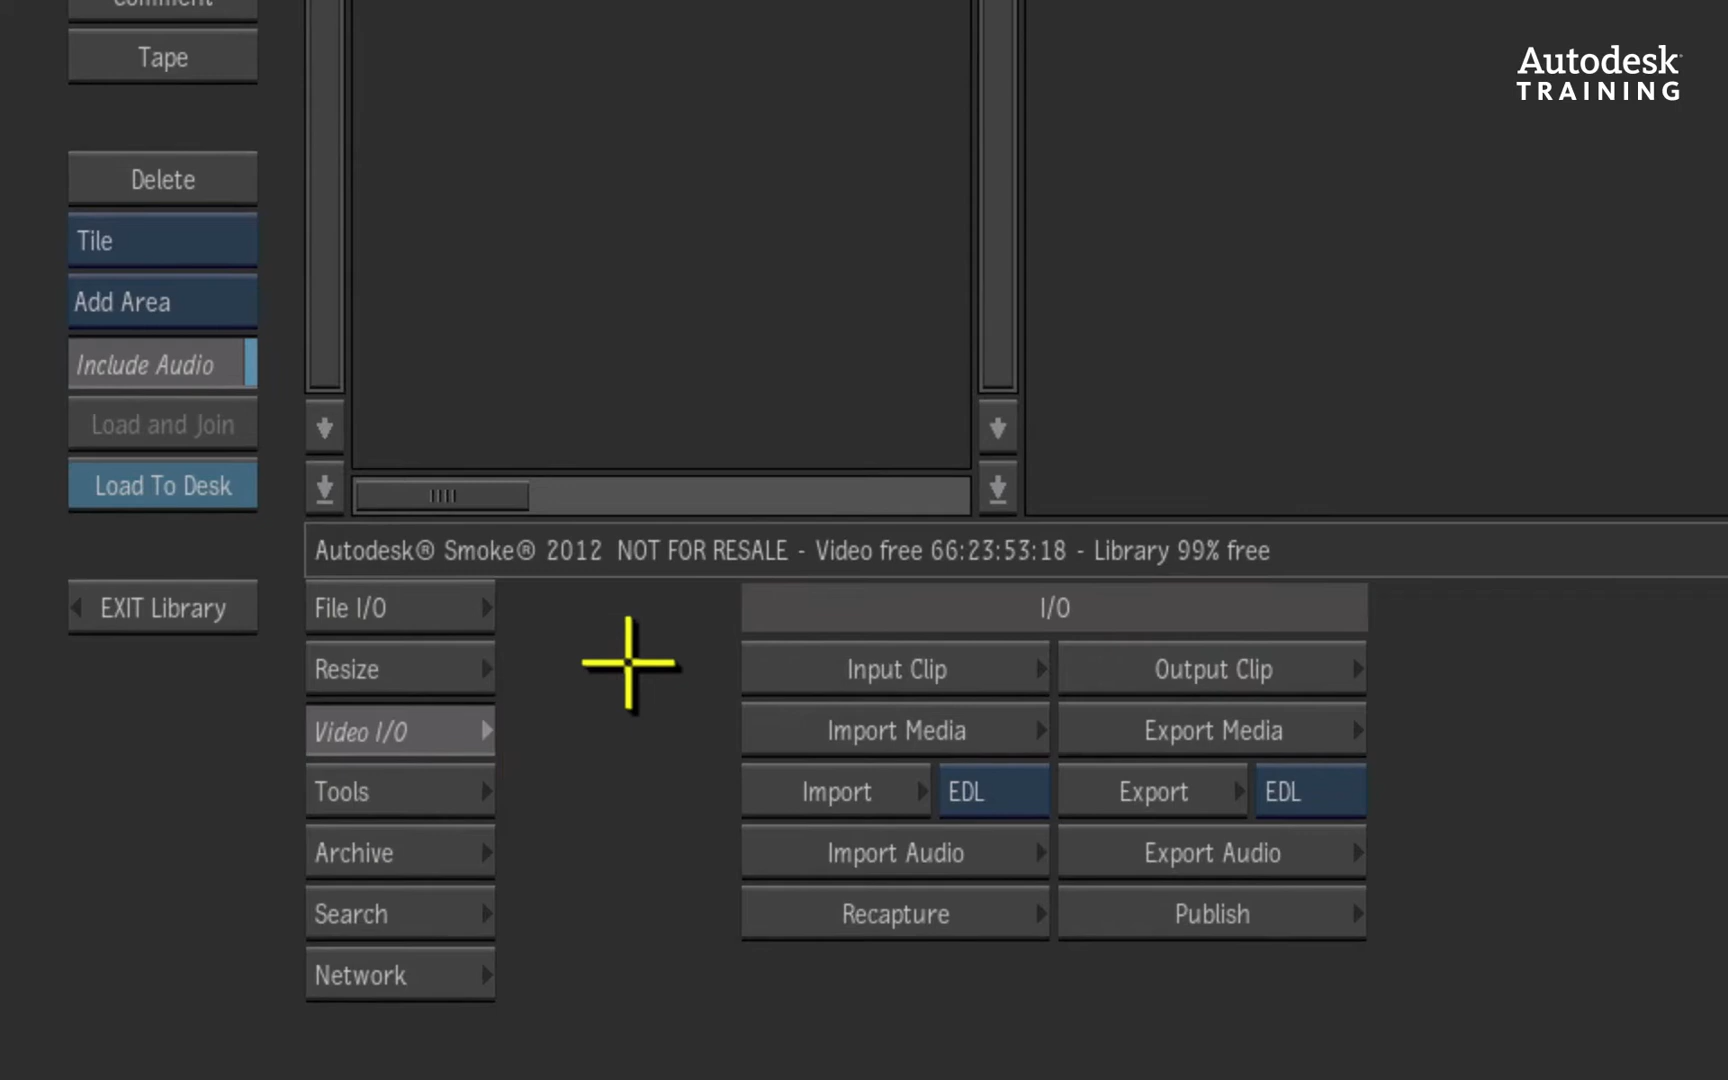 Comment
Tape
Autodesk
TRAINING
Delete
Tile
Add Area
Include Audio
Load and Join
Load To Desk
EXIT Library
Autodesk® Smoke® 2012 NOT FOR RESALE - Video free 66:23:53:18 - Library 99% free
File I/O
Resize
Video I/O
Tools
Archive
Search
Network
I/O
Input Clip
Output Clip
Import Media
Export Media
Import
EDL
Export
EDL
Import Audio
Export Audio
Recapture
Publish